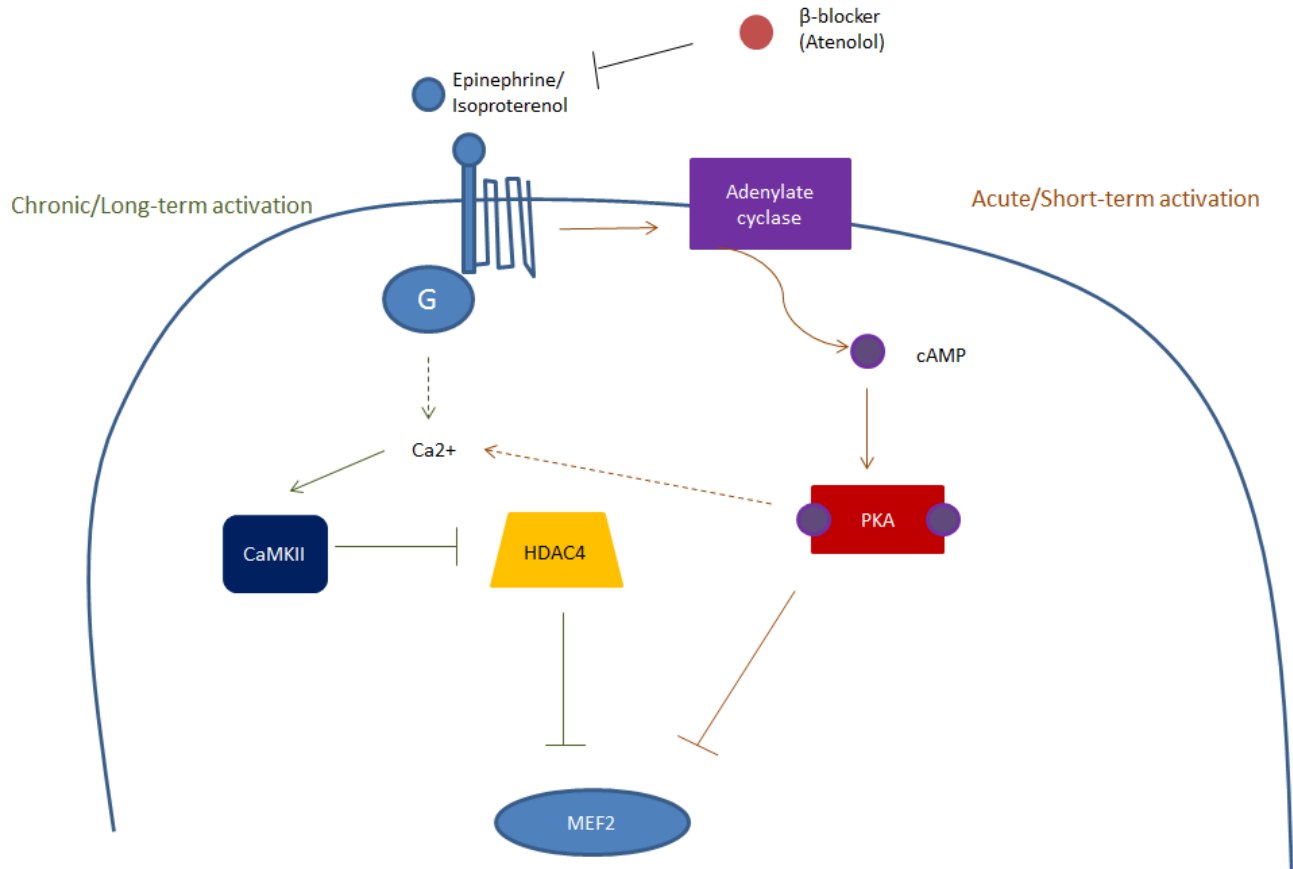 β-blocker
(Atenolol)
Epinephrine/
Isoproterenol
Chronic/Long-term activation
Adenylate
cyclase
Acute/Short-term activation
G
cAMP
Ca2+
PKA
CaMKII
HDAC4
MEF2